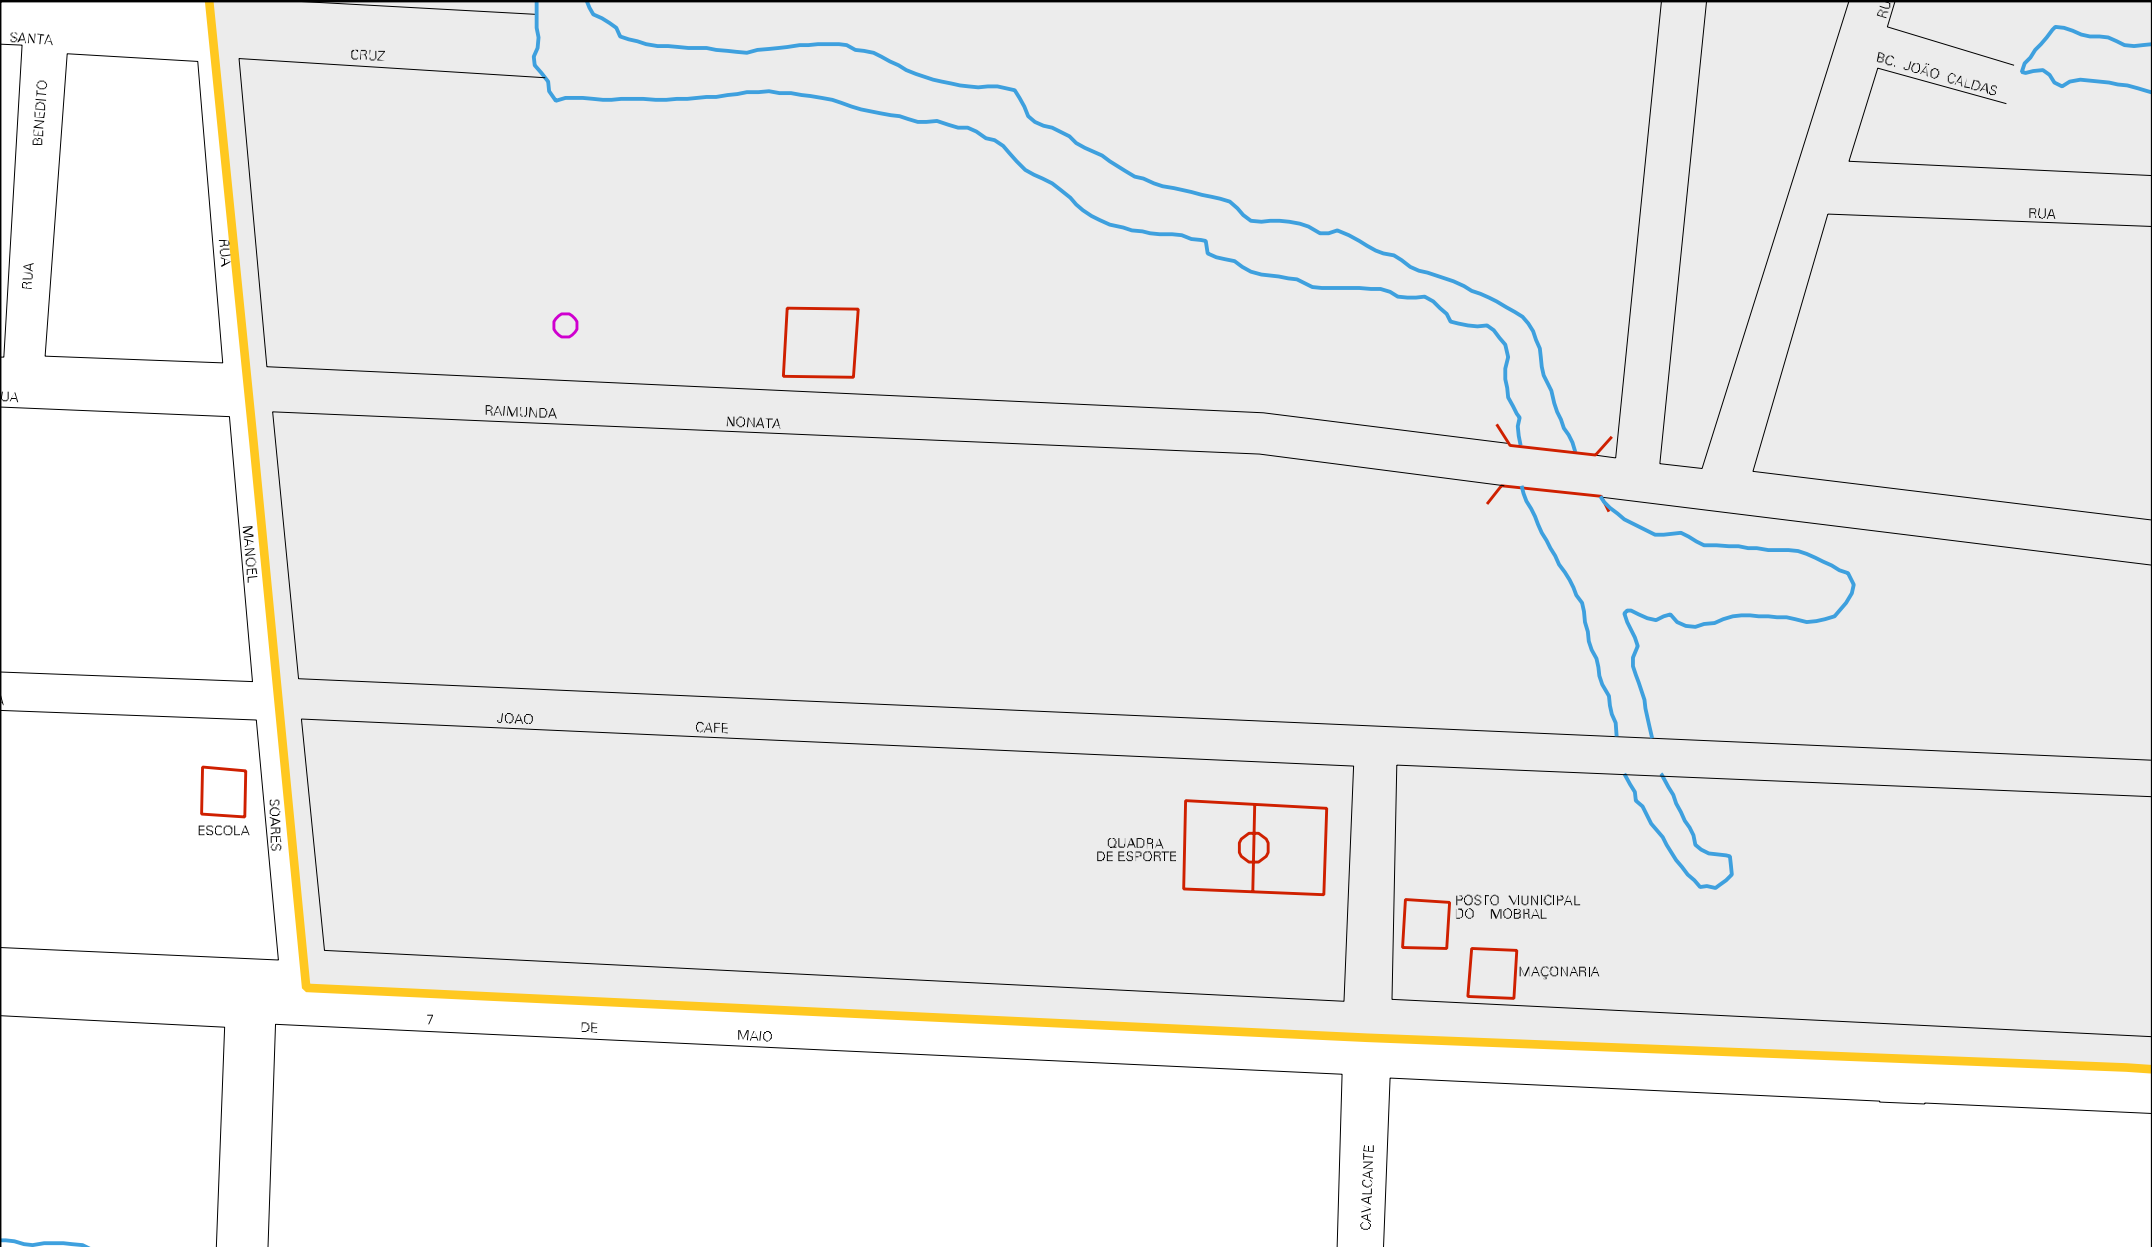 SANTA
CRUZ
BENEDITO
RUA
RUA
BC. JOÃO CALDAS
RUA
UA
RAIMUNDA
NONATA
MANOEL
JOAO
CAFE
SOARES
ESCOLA
QUADRA
DE ESPORTE
POSTO MUNICIPAL
DO MOBRAL
MAÇONARIA
7 DE MAIO
CAVALCANTE